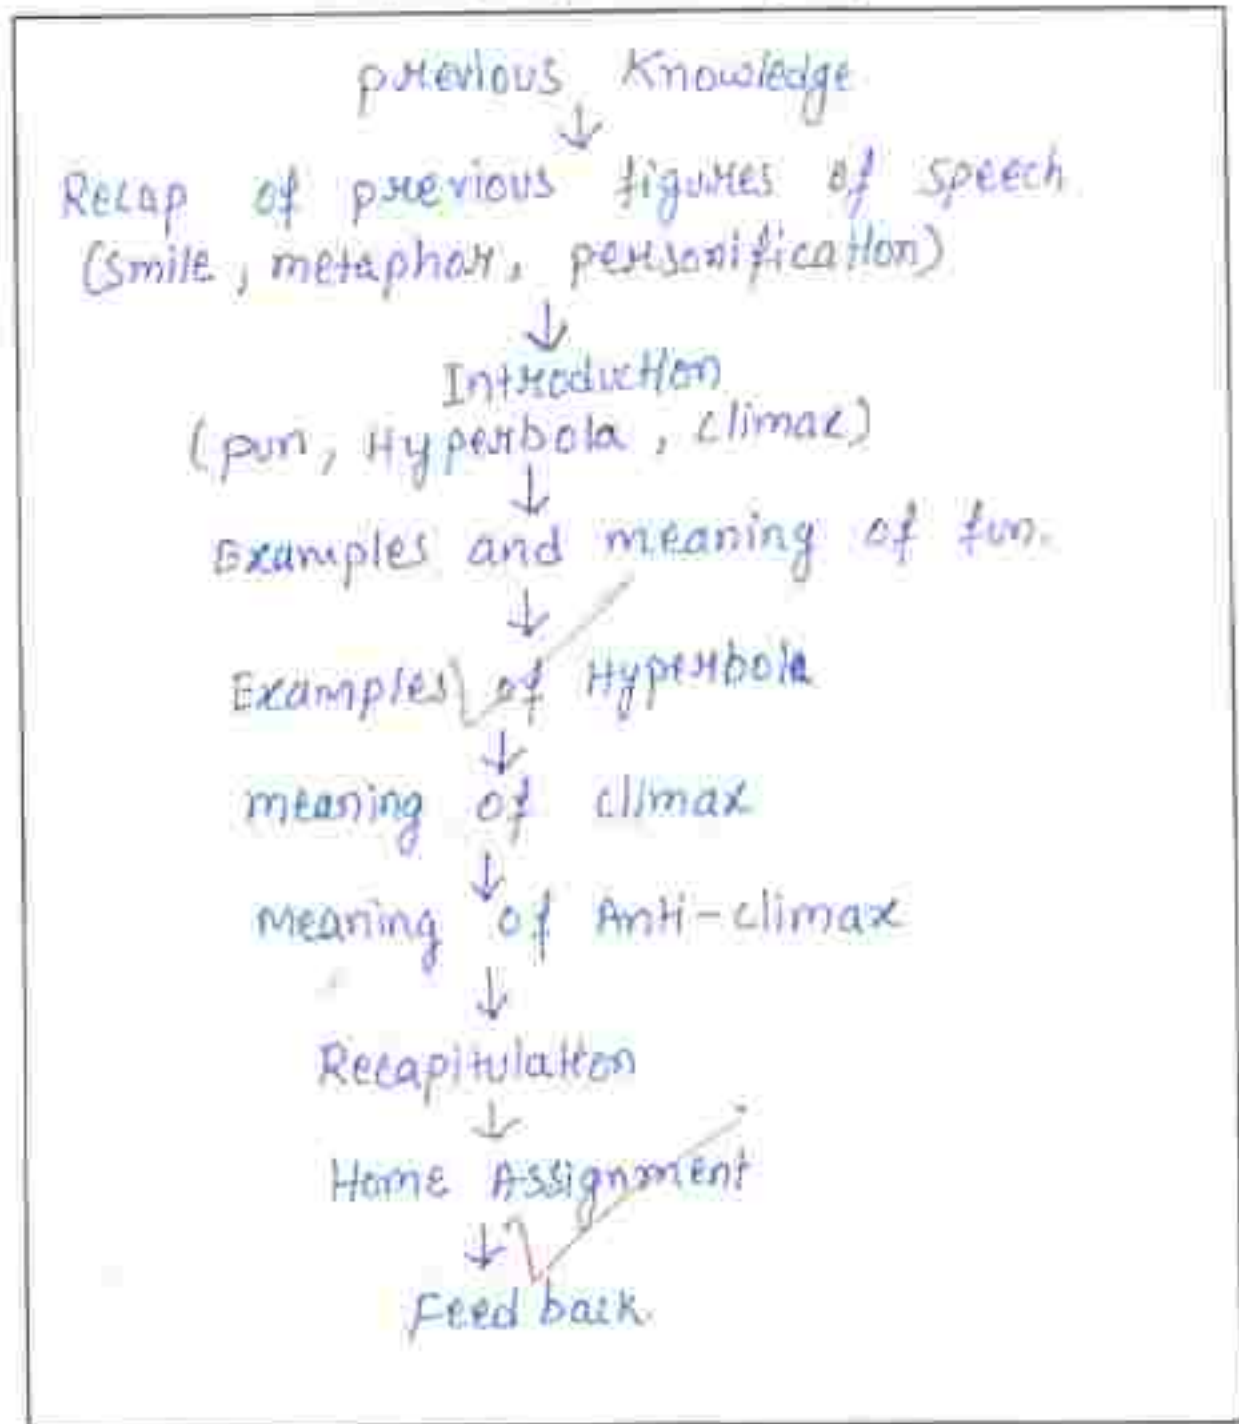 previous Knowledge
↓
Recap of previous figures of speech
(Smile, metaphor, personification)
↓
Introduction
(pun, Hyperbola, climax)
↓
Examples and meaning of fun.
↓
Examples of Hyperbola
↓
meaning of climax
↓
Meaning of Anti-climax
↓
Recapitulation
↓
Home Assignment
↓
Feed back.